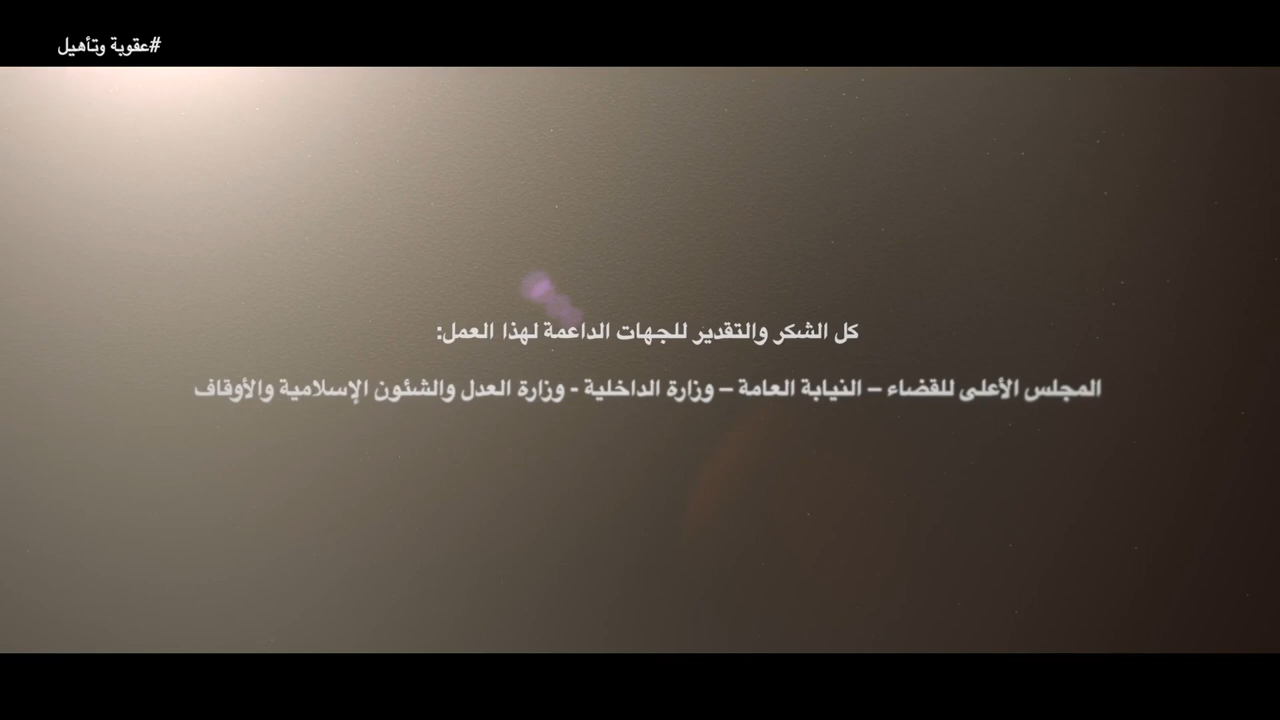 #عقوبة وتأهيل
كل الشكر والتقدير للجهات الداعمة لهذا العمل:
المجلس الأعلى للقضاء – النيابة العامة – وزارة الداخلية - وزارة العدل والشئون الإسلامية والأوقاف